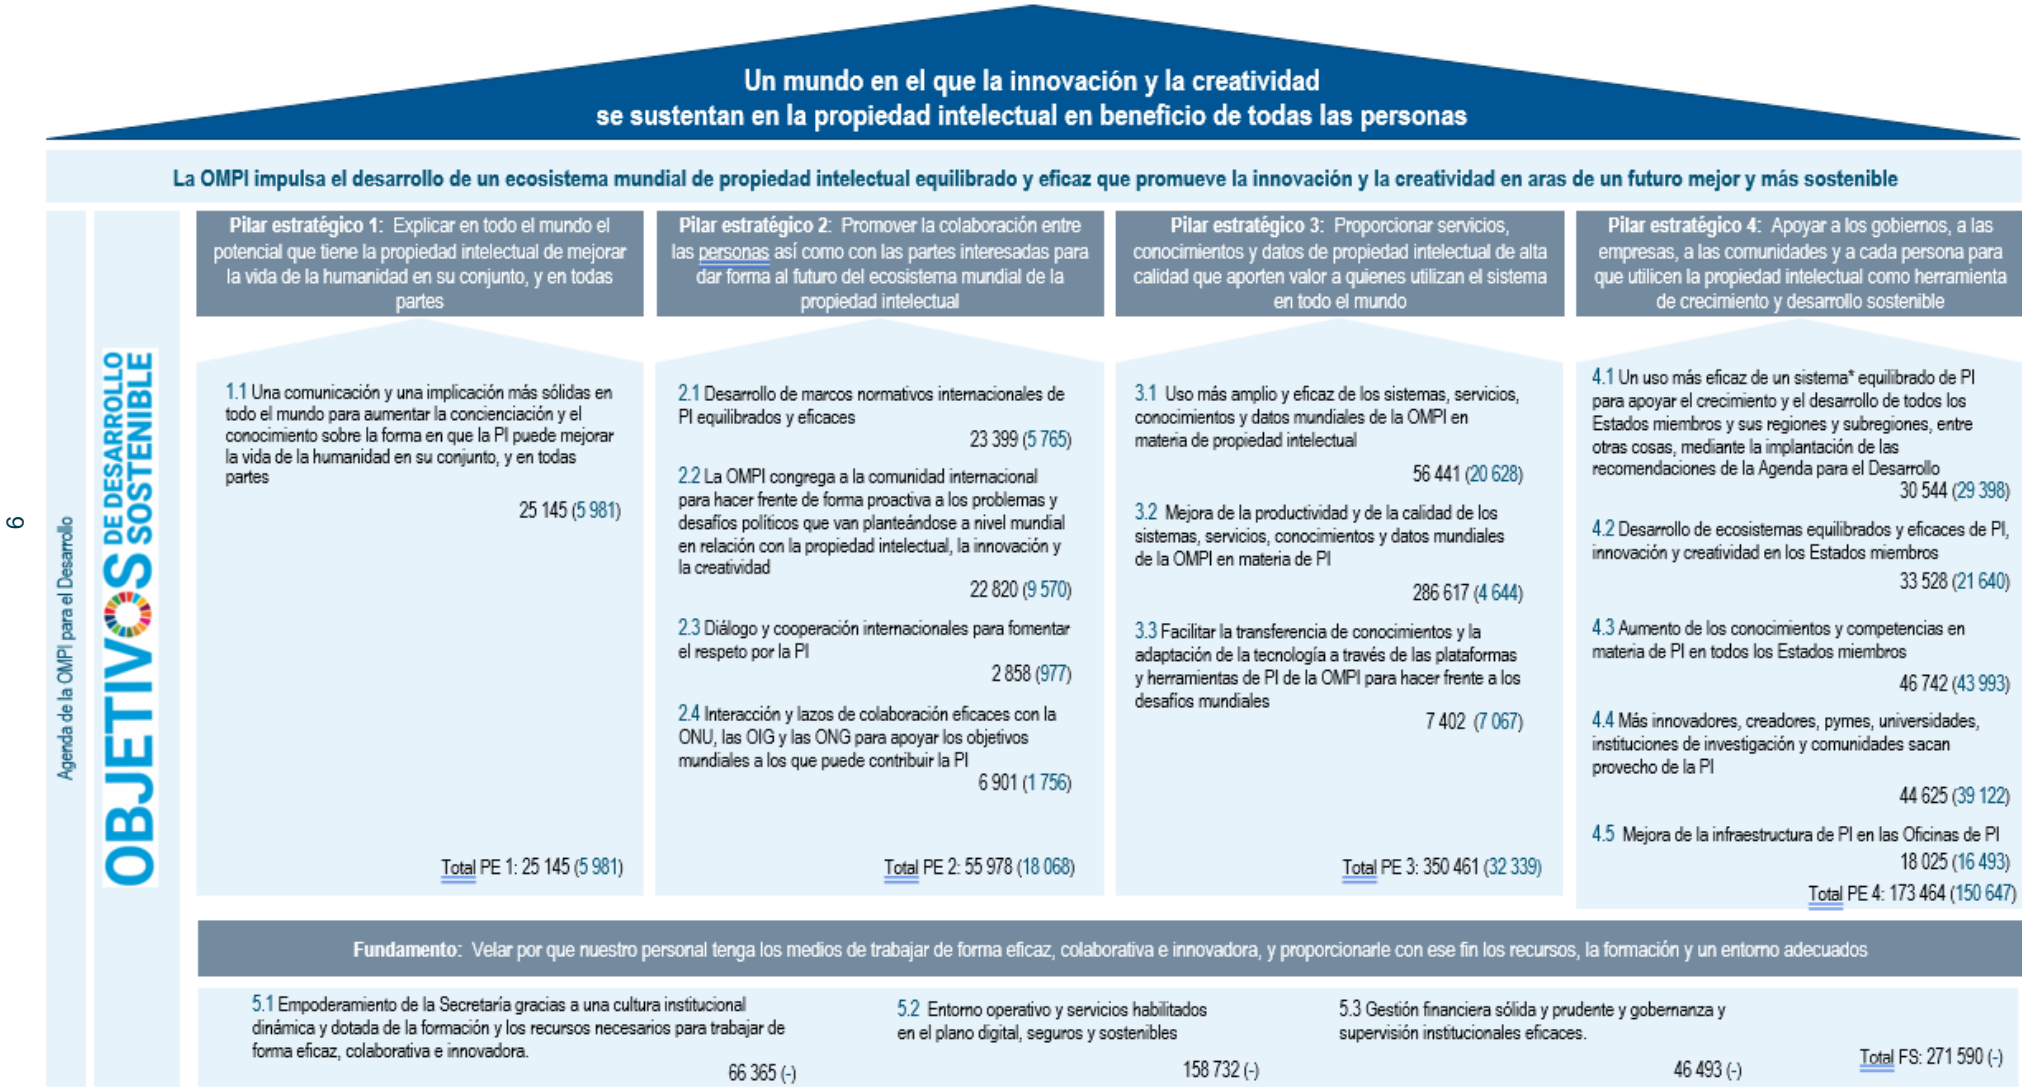 Un mundo en el que la innovación y la creatividad
se sustentan en la propiedad intelectual en beneficio de todas las personas
La OMPI impulsa el desarrollo de un ecosistema mundial de propiedad intelectual equilibrado y eficaz que promueve la innovación y la creatividad en aras de un futuro mejor y más sostenible
6
Agenda de la OMPI para el Desarrollo
OBJETIVOS DE DESARROLLO
SOSTENIBLE
Pilar estratégico 1: Explicar en todo el mundo el
potencial que tiene la propiedad intelectual de mejorar
la vida de la humanidad en su conjunto, y en todas
partes
1.1 Una comunicación y una implicación más sólidas en
todo el mundo para aumentar la concienciación y el
conocimiento sobre la forma en que la PI puede mejorar
la vida de la humanidad en su conjunto, y en todas
partes
25 145 (5 981)
Total PE 1: 25 145 (5 981)
Pilar estratégico 2: Promover la colaboración entre
las personas así como con las partes interesadas para
dar forma al futuro del ecosistema mundial de la
propiedad intelectual
2.1 Desarrollo de marcos normativos internacionales de
PI equilibrados y eficaces
23 399 (5 765)
2.2 La OMPI congrega a la comunidad internacional
para hacer frente de forma proactiva a los problemas y
desafíos políticos que van planteándose a nivel mundial
en relación con la propiedad intelectual, la innovación y
la creatividad
22 820 (9 570)
2.3 Diálogo y cooperación internacionales para fomentar
el respeto por la PI
2 858 (977)
2.4 Interacción y lazos de colaboración eficaces con la
ONU, las OIG y las ONG para apoyar los objetivos
mundiales a los que puede contribuir la PI
6 901 (1 756)
Total PE 2: 55 978 (18 068)
Pilar estratégico 3: Proporcionar servicios,
conocimientos y datos de propiedad intelectual de alta
calidad que aporten valor a quienes utilizan el sistema
en todo el mundo
3.1 Uso más amplio y eficaz de los sistemas, servicios,
conocimientos y datos mundiales de la OMPI en
materia de propiedad intelectual
56 441 (20 628)
3.2 Mejora de la productividad y de la calidad de los
sistemas, servicios, conocimientos y datos mundiales
de la OMPI en materia de PI
286 617 (4 644)
3.3 Facilitar la transferencia de conocimientos y la
adaptación de la tecnología a través de las plataformas
y herramientas de PI de la OMPI para hacer frente a los
desafíos mundiales
7 402 (7 067)
Total PE 3: 350 461 (32 339)
Pilar estratégico 4: Apoyar a los gobiernos, a las
empresas, a las comunidades y a cada persona para
que utilicen la propiedad intelectual como herramienta
de crecimiento y desarrollo sostenible
4.1 Un uso más eficaz de un sistema* equilibrado de PI
para apoyar el crecimiento y el desarrollo de todos los
Estados miembros y sus regiones y subregiones, entre
otras cosas, mediante la implantación de las
recomendaciones de la Agenda para el Desarrollo
30 544 (29 398)
4.2 Desarrollo de ecosistemas equilibrados y eficaces de PI,
innovación y creatividad en los Estados miembros
33 528 (21 640)
4.3 Aumento de los conocimientos y competencias en
materia de PI en todos los Estados miembros
46 742 (43 993)
4.4 Más innovadores, creadores, pymes, universidades,
instituciones de investigación y comunidades sacan
provecho de la PI
44 625 (39 122)
4.5 Mejora de la infraestructura de PI en las Oficinas de PI
18 025 (16 493)
Total PE 4: 173 464 (150 647)
Fundamento: Velar por que nuestro personal tenga los medios de trabajar de forma eficaz, colaborativa e innovadora, y proporcionarle con ese fin los recursos, la formación y un entorno adecuados
5.1 Empoderamiento de la Secretaría gracias a una cultura institucional
dinámica y dotada de la formación y los recursos necesarios para trabajar de
forma eficaz, colaborativa e innovadora.
66 365 (-)
5.2 Entorno operativo y servicios habilitados
en el plano digital, seguros y sostenibles
158 732 (-)
5.3 Gestión financiera sólida y prudente y gobernanza y
supervisión institucionales eficaces.
46 493 (-)
Total FS: 271 590 (-)